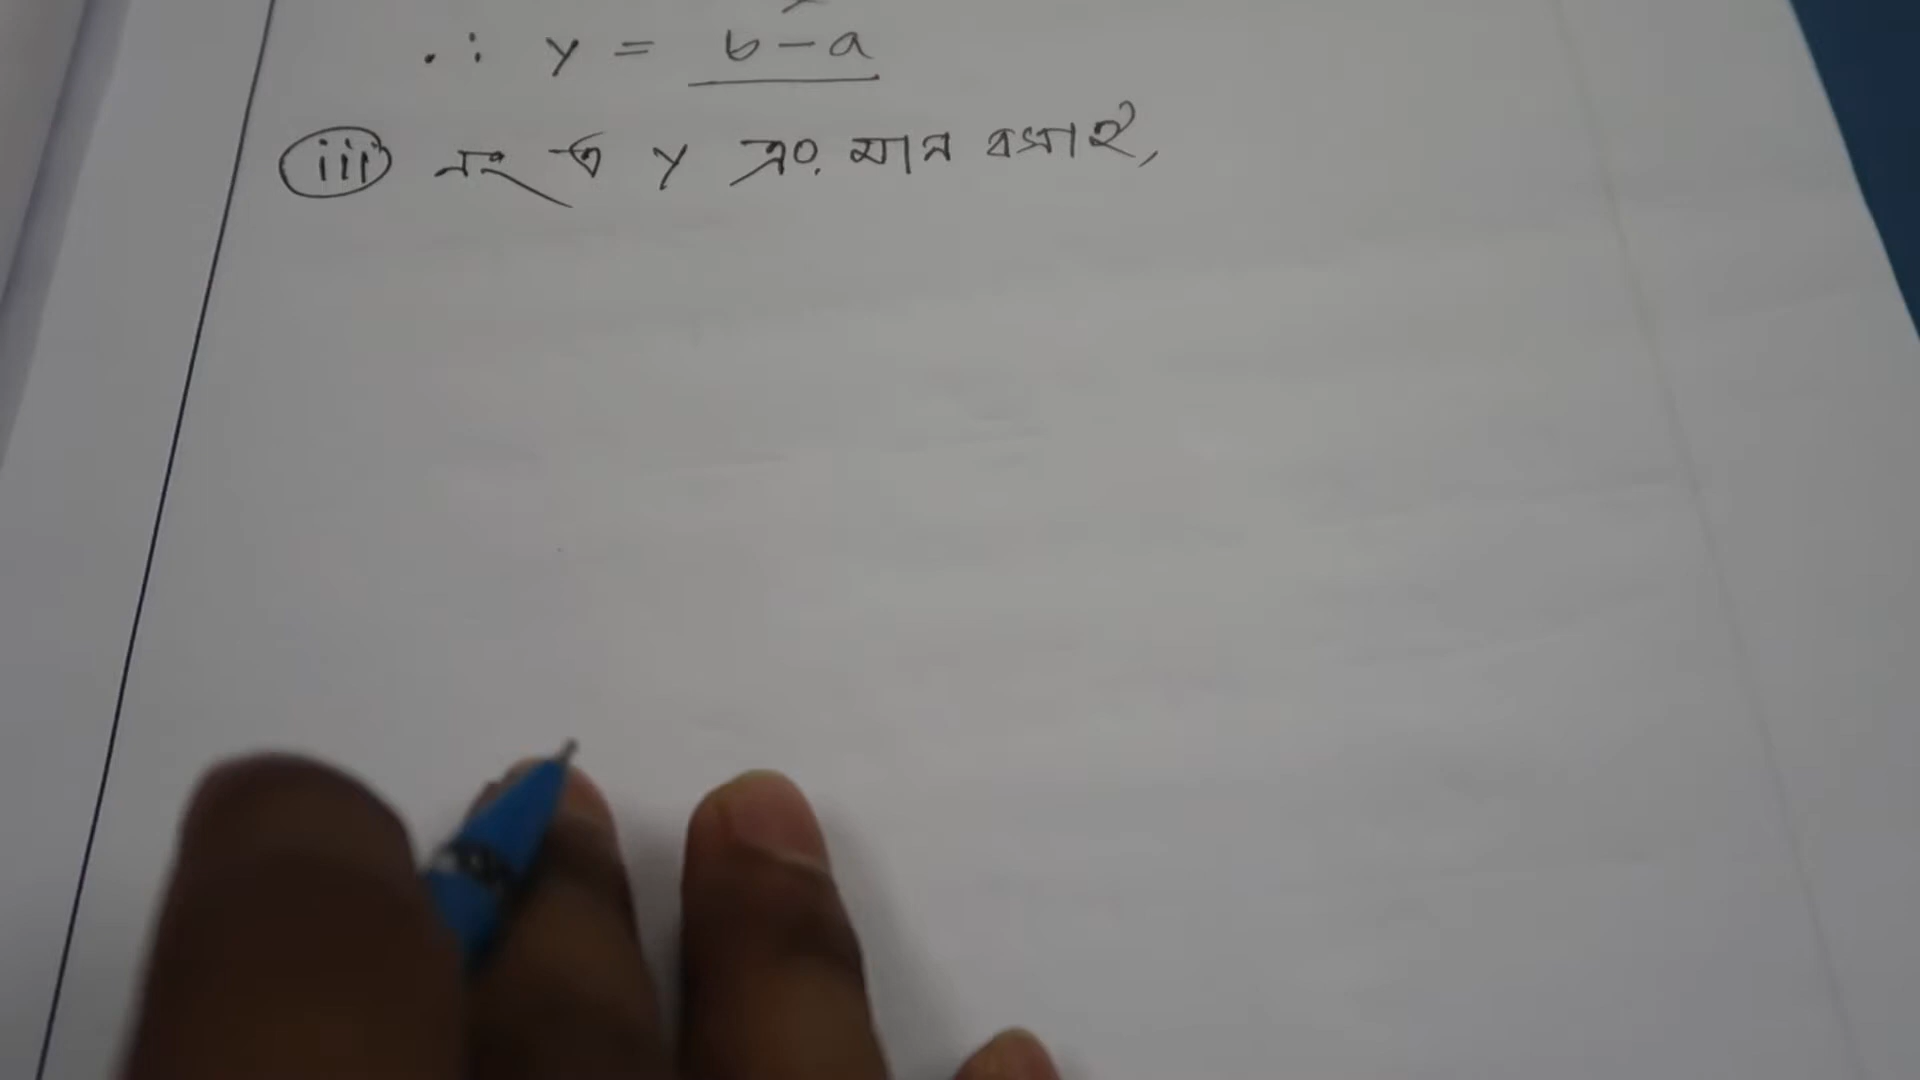 ∴ y = b - a
(iii) নং এ y এর মান বসাই,